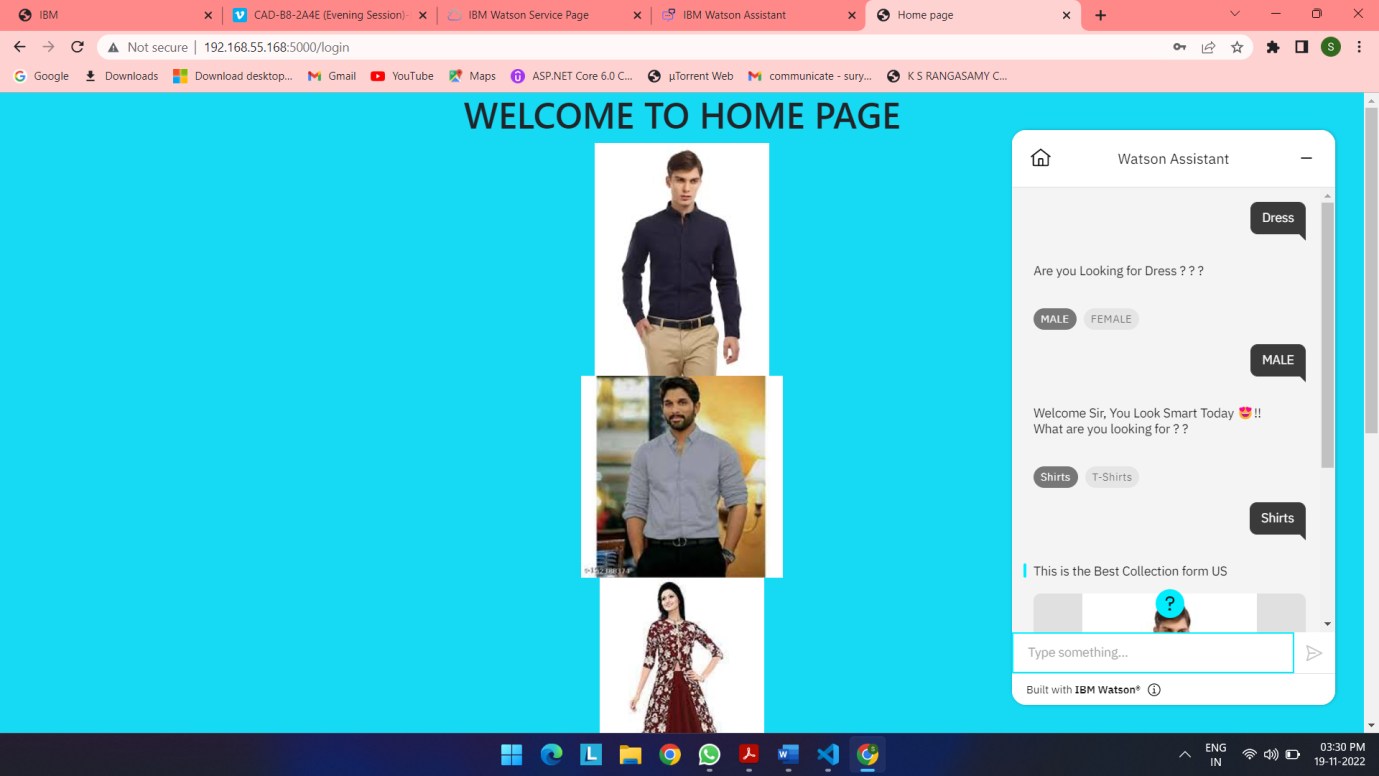 IBM
CAD-B8-2A4E (Evening Session)-
IBM Watson Service Page
IBM Watson Assistant
Home page
Not secure | 192.168.55.168:5000/login
Google
Downloads
Download desktop...
Gmail
YouTube
Maps
ASP.NET Core 6.0 C...
µTorrent Web
communicate - sury...
K S RANGASAMY C...
S
WELCOME TO HOME PAGE
Watson Assistant
Dress
Are you Looking for Dress ? ? ?
MALE FEMALE
MALE
Welcome Sir, You Look Smart Today 😍 !!
What are you looking for ? ?
Shirts T-Shirts
Shirts
This is the Best Collection form US
?
Type something...
Built with IBM Watson®
ENG
IN
03:30 PM
19-11-2022